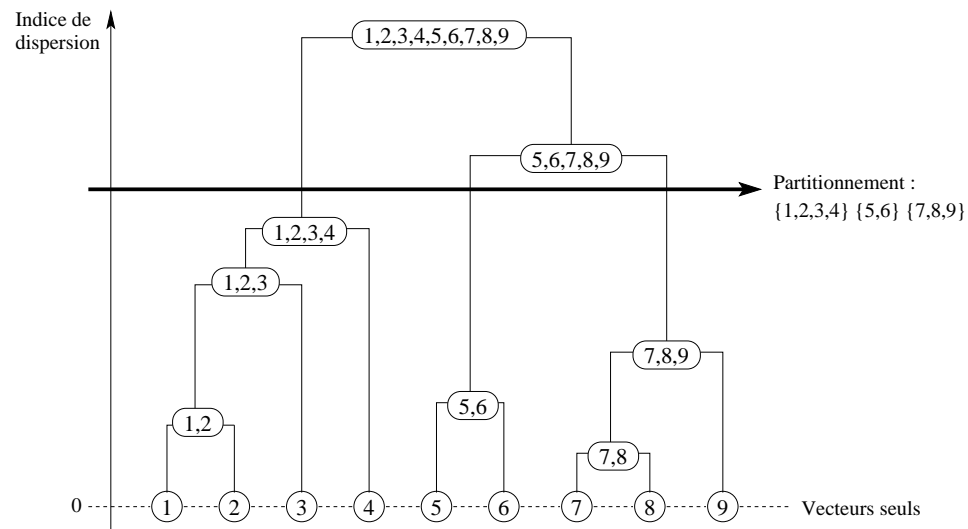 Indice de
dispersion
1,2,3,4,5,6,7,8,9
5,6,7,8,9
Partitionnement :
{1,2,3,4} {5,6} {7,8,9}
1,2,3,4
1,2,3
7,8,9
5,6
1,2
7,8
0 1 2 3 4 5 6 7 8 9 Vecteurs seuls